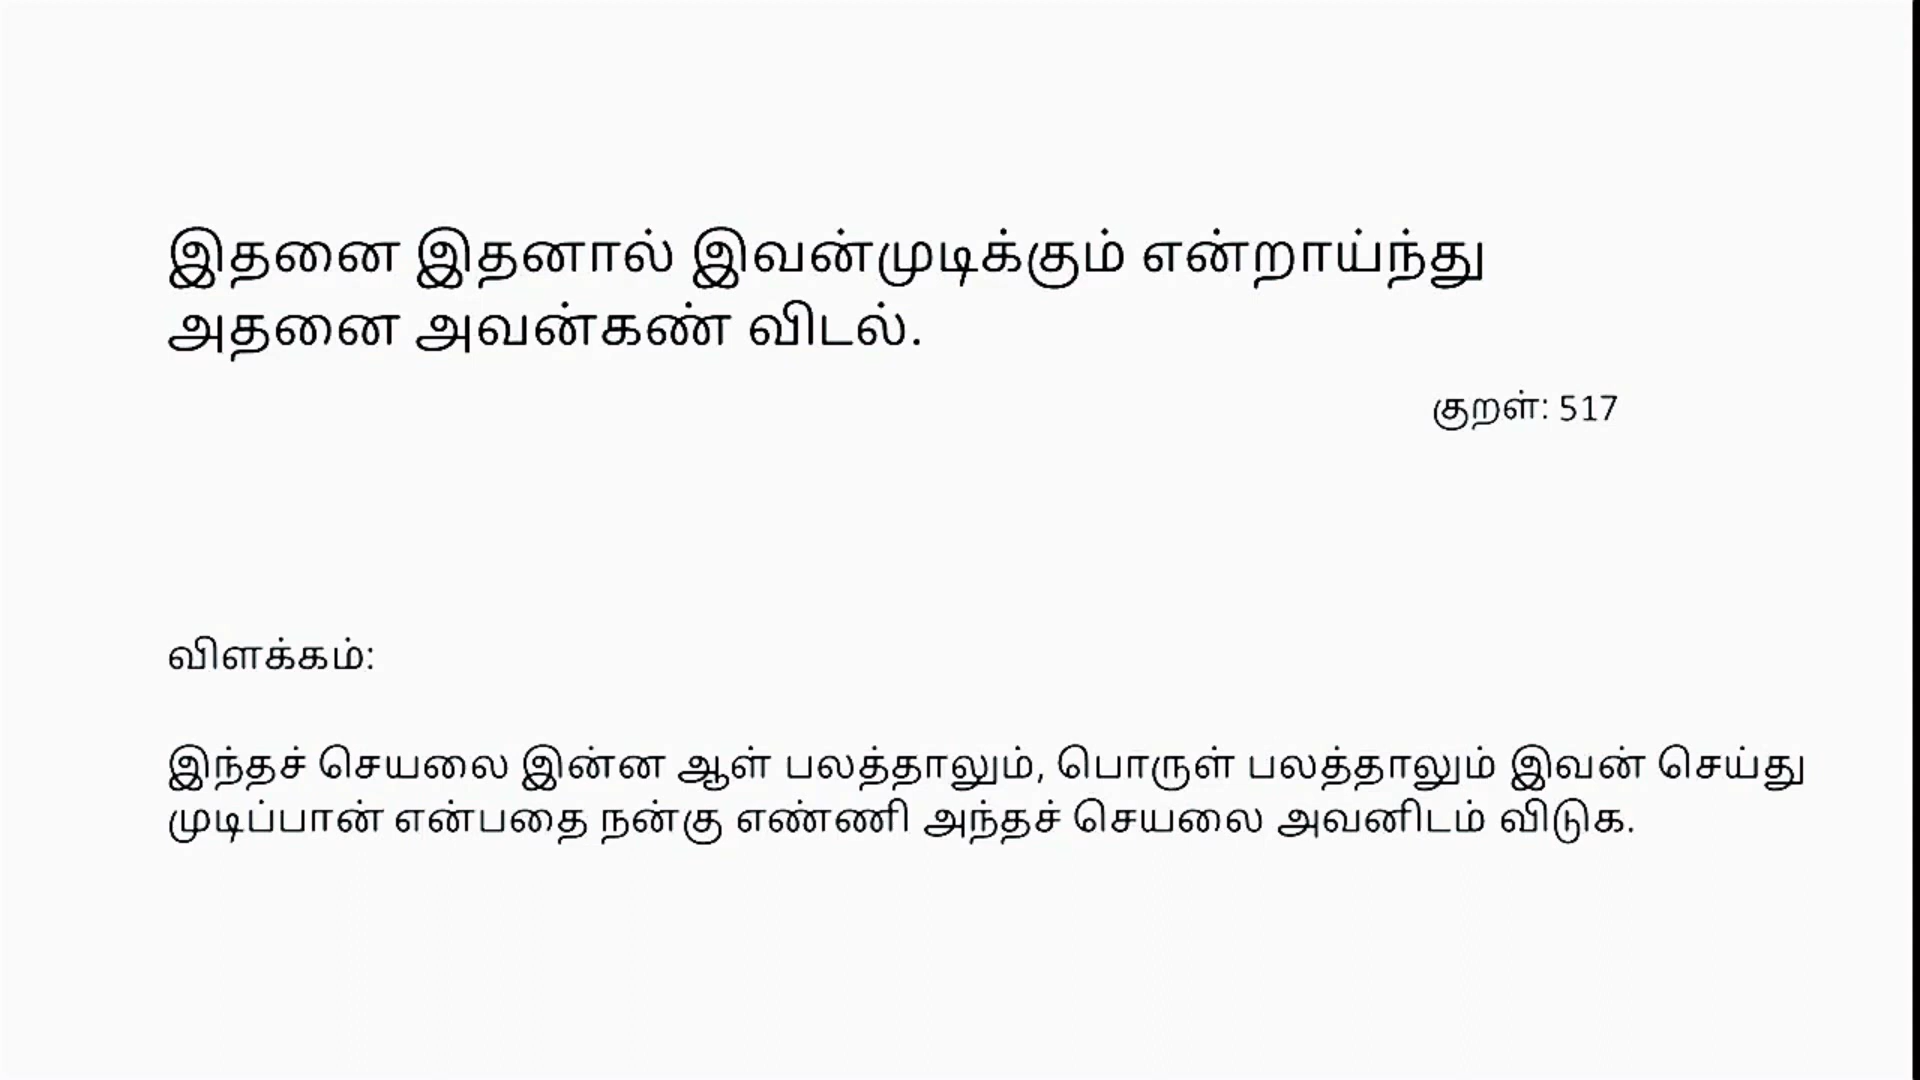 இதனை இதனால் இவன்முடிக்கும் என்றாய்ந்து
அதனை அவன்கண் விடல்.
குறள்: 517
விளக்கம்:
இந்தச் செயலை இன்ன ஆள் பலத்தாலும், பொருள் பலத்தாலும் இவன் செய்து
முடிப்பான் என்பதை நன்கு எண்ணி அந்தச் செயலை அவனிடம் விடுக.